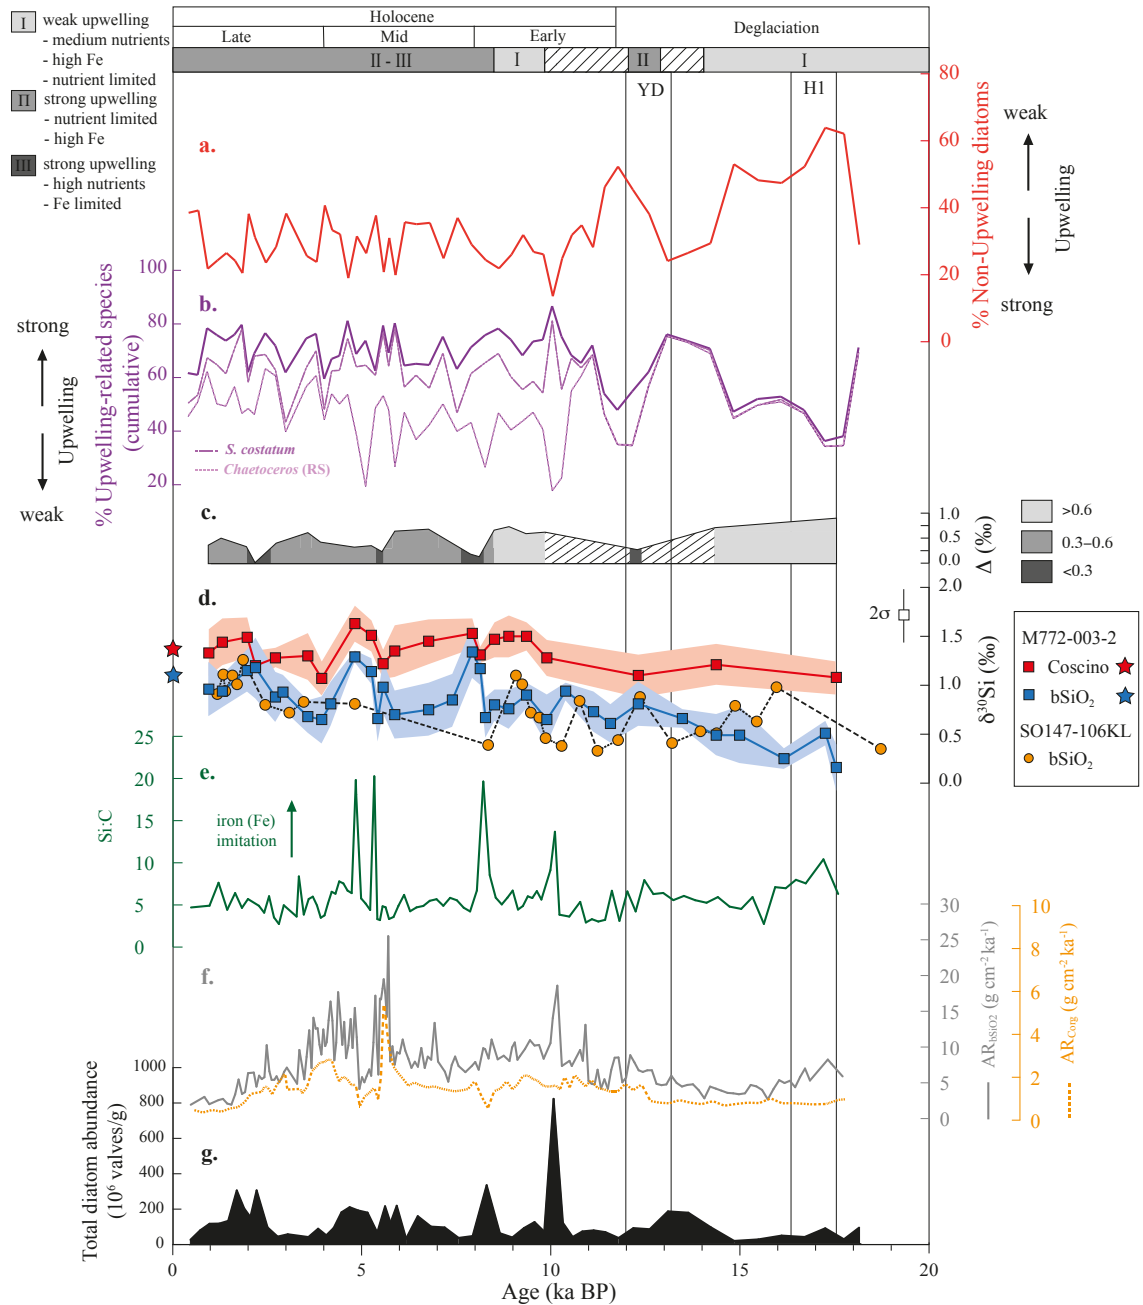 I weak upwelling
- medium nutrients
- high Fe
- nutrient limited
II strong upwelling
- nutrient limited
- high Fe
III strong upwelling
- high nutrients
- Fe limited
Holocene
Late Mid Early
Deglaciation
II - III I II I
YD H1
a.
80
60
40
20
0
% Non-Upwelling diatoms
weak
Upwelling
strong
b.
100
80
60
40
20
% Upwelling-related species
(cumulative)
strong
Upwelling
weak
S. costatum
Chaetoceros (RS)
c.
1.0
0.5
0.0
Δ (‰)
>0.6
0.3–0.6
<0.3
d.
2σ
2.0
1.5
1.0
0.5
0.0
δ³⁰Si (‰)
M772-003-2
Coscino
bSiO₂
SO147-106KL
bSiO₂
e.
25
20
15
10
5
0
Si:C
iron (Fe)
imitation
f.
30
25
20
15
10
5
0
AR bSiO2 (g cm⁻² ka⁻¹)
10
8
6
4
2
0
AR Corg (g cm⁻² ka⁻¹)
g.
1000
800
600
400
200
0
Total diatom abundance
(10⁶ valves/g)
0 5 10 15 20
Age (ka BP)